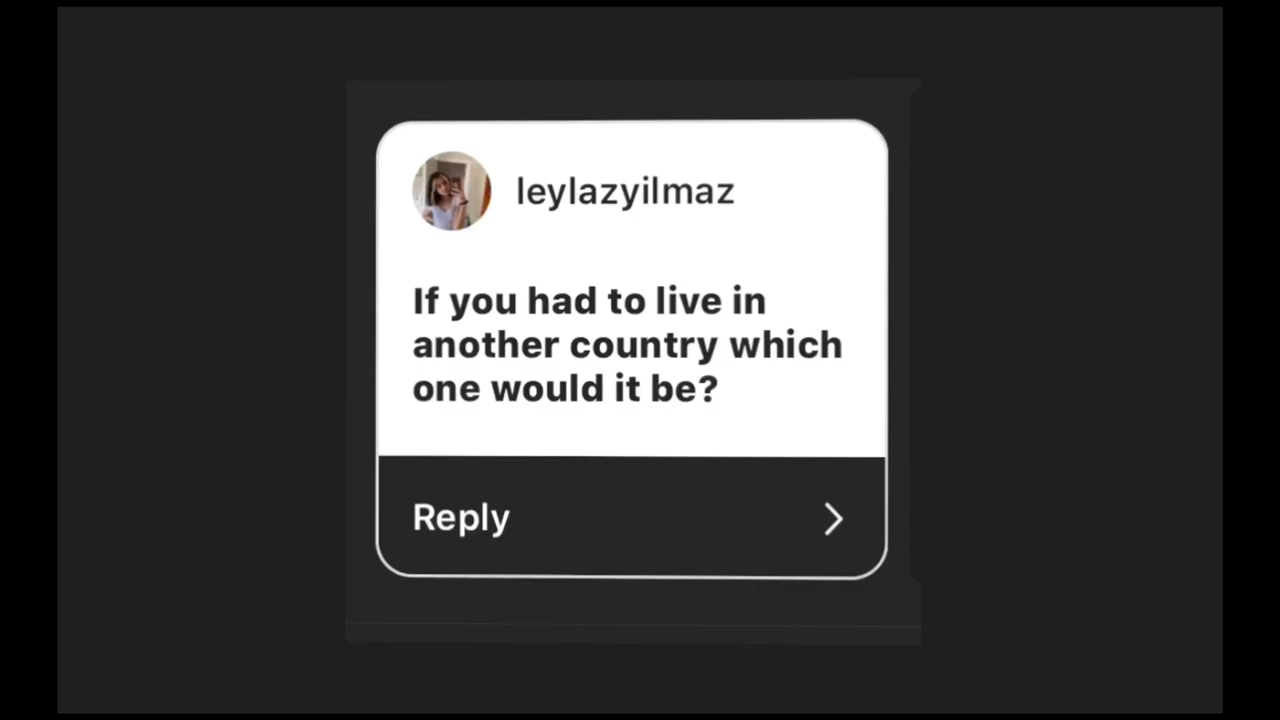 leylazyilmaz
If you had to live in
another country which
one would it be?
Reply